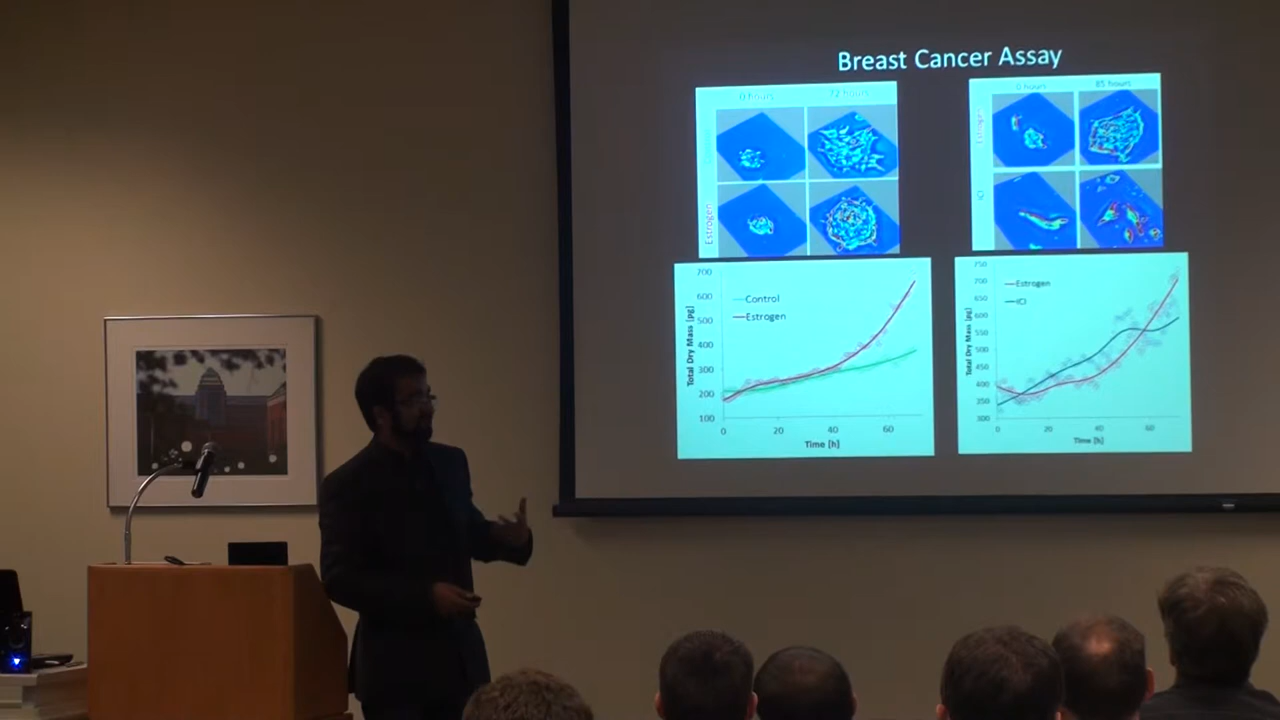 Breast Cancer Assay
0 hours 72 hours
Estrogen
700
600
500
400
300
200
100
Total Dry Mass [pg]
Control
Estrogen
0 20 40 60
Time [h]
0 hours 85 hours
Estrogen
ICI
750
700
650
600
550
500
450
400
350
300
Total Dry Mass [pg]
Estrogen
ICI
0 20 40 60
Time [h]